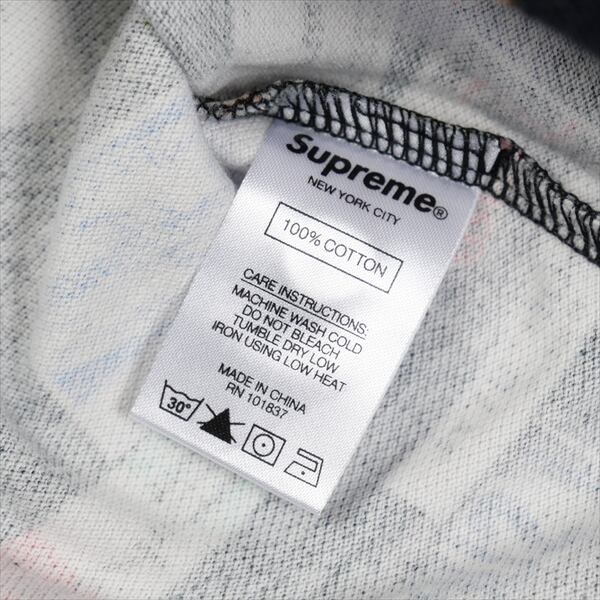 Supreme®
NEW YORK CITY
100% COTTON
CARE INSTRUCTIONS:
MACHINE WASH COLD
DO NOT BLEACH
TUMBLE DRY LOW
IRON USING LOW HEAT
MADE IN CHINA
RN 101837
30°